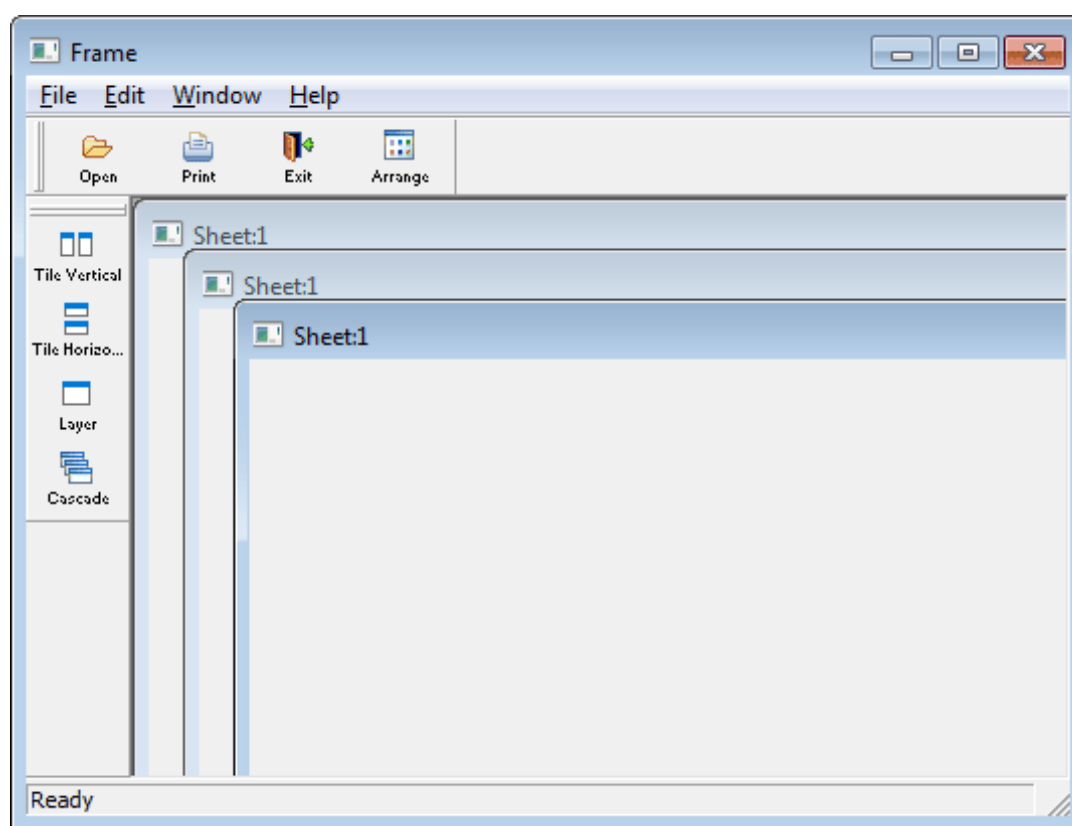 Frame
File Edit Window Help
Open Print Exit Arrange
Sheet:1
Tile Vertical
Sheet:1
Sheet:1
Tile Horizo...
Layer
Cascade
Ready